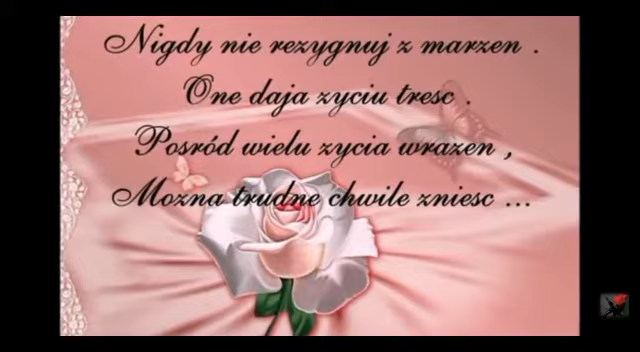 Nigdy nie rezygnuj z marzen .
One daja zyciu tresc .
Posród wielu zycia wrazen ,
Mozna trudne chwile zniesc ...